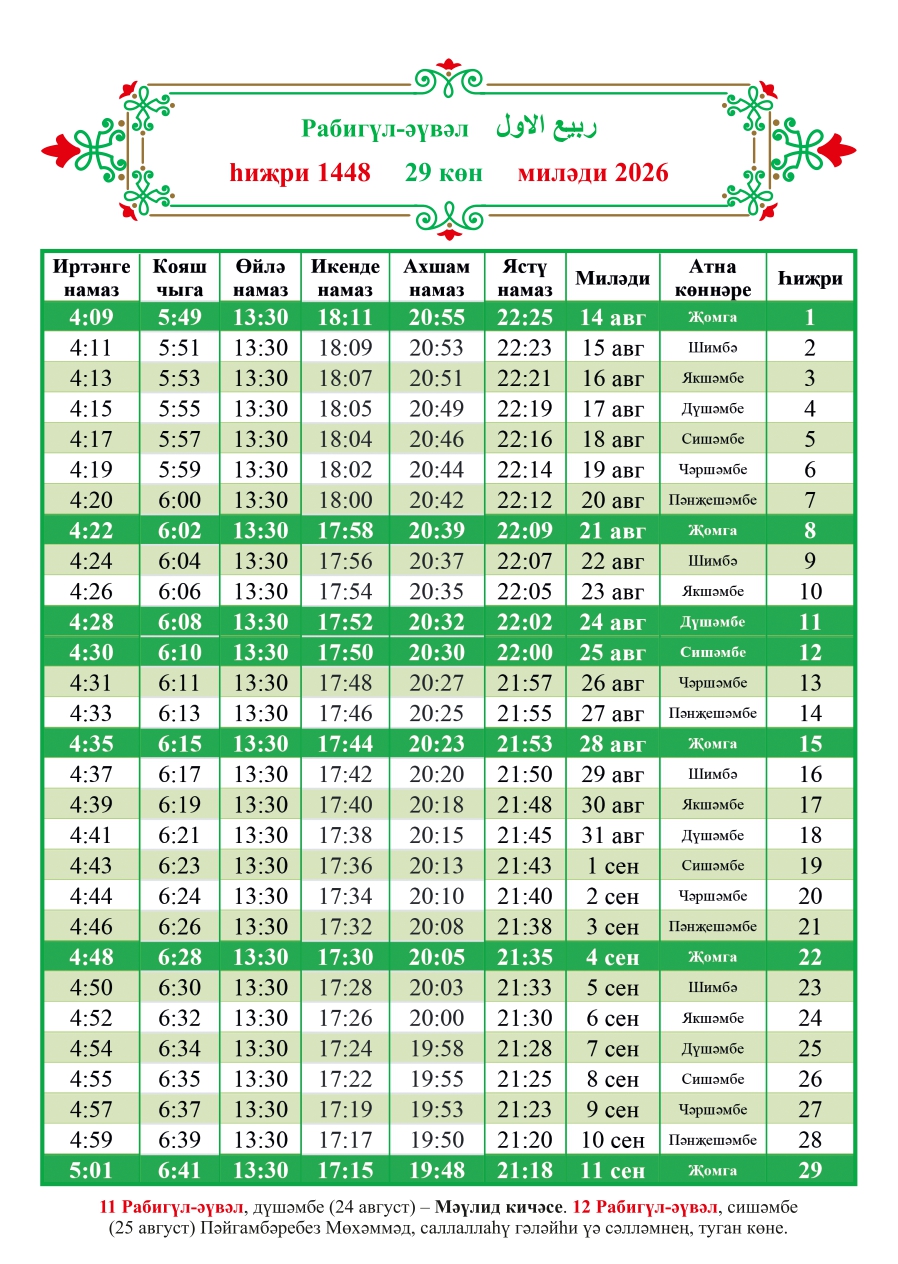 Рабигүл-әүвәл ربيع الاول
һиҗри 1448 29 көн миләди 2026
Иртәнге намаз Кояш чыга Өйлә намаз Икенде намаз Ахшам намаз Ястү намаз Миләди Атна көннәре Һиҗри
4:09 5:49 13:30 18:11 20:55 22:25 14 авг Җомга 1
4:11 5:51 13:30 18:09 20:53 22:23 15 авг Шимбә 2
4:13 5:53 13:30 18:07 20:51 22:21 16 авг Якшәмбе 3
4:15 5:55 13:30 18:05 20:49 22:19 17 авг Дүшәмбе 4
4:17 5:57 13:30 18:04 20:46 22:16 18 авг Сишәмбе 5
4:19 5:59 13:30 18:02 20:44 22:14 19 авг Чәршәмбе 6
4:20 6:00 13:30 18:00 20:42 22:12 20 авг Пәнҗешәмбе 7
4:22 6:02 13:30 17:58 20:39 22:09 21 авг Җомга 8
4:24 6:04 13:30 17:56 20:37 22:07 22 авг Шимбә 9
4:26 6:06 13:30 17:54 20:35 22:05 23 авг Якшәмбе 10
4:28 6:08 13:30 17:52 20:32 22:02 24 авг Дүшәмбе 11
4:30 6:10 13:30 17:50 20:30 22:00 25 авг Сишәмбе 12
4:31 6:11 13:30 17:48 20:27 21:57 26 авг Чәршәмбе 13
4:33 6:13 13:30 17:46 20:25 21:55 27 авг Пәнҗешәмбе 14
4:35 6:15 13:30 17:44 20:23 21:53 28 авг Җомга 15
4:37 6:17 13:30 17:42 20:20 21:50 29 авг Шимбә 16
4:39 6:19 13:30 17:40 20:18 21:48 30 авг Якшәмбе 17
4:41 6:21 13:30 17:38 20:15 21:45 31 авг Дүшәмбе 18
4:43 6:23 13:30 17:36 20:13 21:43 1 сен Сишәмбе 19
4:44 6:24 13:30 17:34 20:10 21:40 2 сен Чәршәмбе 20
4:46 6:26 13:30 17:32 20:08 21:38 3 сен Пәнҗешәмбе 21
4:48 6:28 13:30 17:30 20:05 21:35 4 сен Җомга 22
4:50 6:30 13:30 17:28 20:03 21:33 5 сен Шимбә 23
4:52 6:32 13:30 17:26 20:00 21:30 6 сен Якшәмбе 24
4:54 6:34 13:30 17:24 19:58 21:28 7 сен Дүшәмбе 25
4:55 6:35 13:30 17:22 19:55 21:25 8 сен Сишәмбе 26
4:57 6:37 13:30 17:19 19:53 21:23 9 сен Чәршәмбе 27
4:59 6:39 13:30 17:17 19:50 21:20 10 сен Пәнҗешәмбе 28
5:01 6:41 13:30 17:15 19:48 21:18 11 сен Җомга 29
11 Рабигүл-әүвәл, дүшәмбе (24 август) – Мәүлид кичәсе. 12 Рабигүл-әүвәл, сишәмбе
(25 август) Пәйгамбәребез Мөхәммәд, саллаллаһү гәләйһи үә сәлләмнең, туган көне.